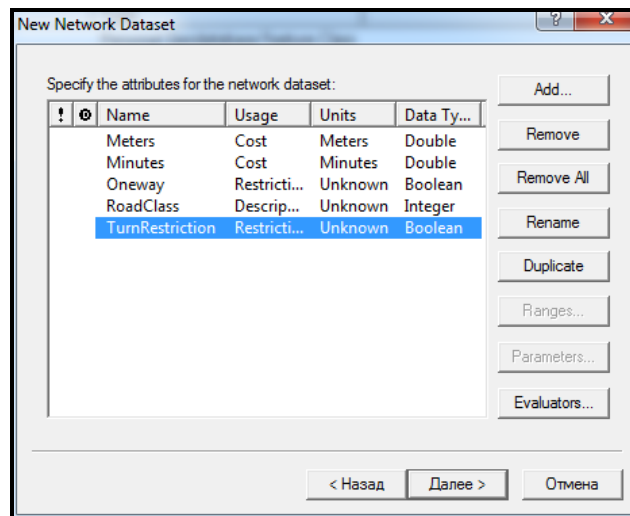 New Network Dataset
Specify the attributes for the network dataset:
! Name Usage Units Data Ty...
Meters Cost Meters Double
Minutes Cost Minutes Double
Oneway Restricti... Unknown Boolean
RoadClass Descrip... Unknown Integer
TurnRestriction Restricti... Unknown Boolean
Add...
Remove
Remove All
Rename
Duplicate
Ranges...
Parameters...
Evaluators...
< Назад
Далее >
Отмена